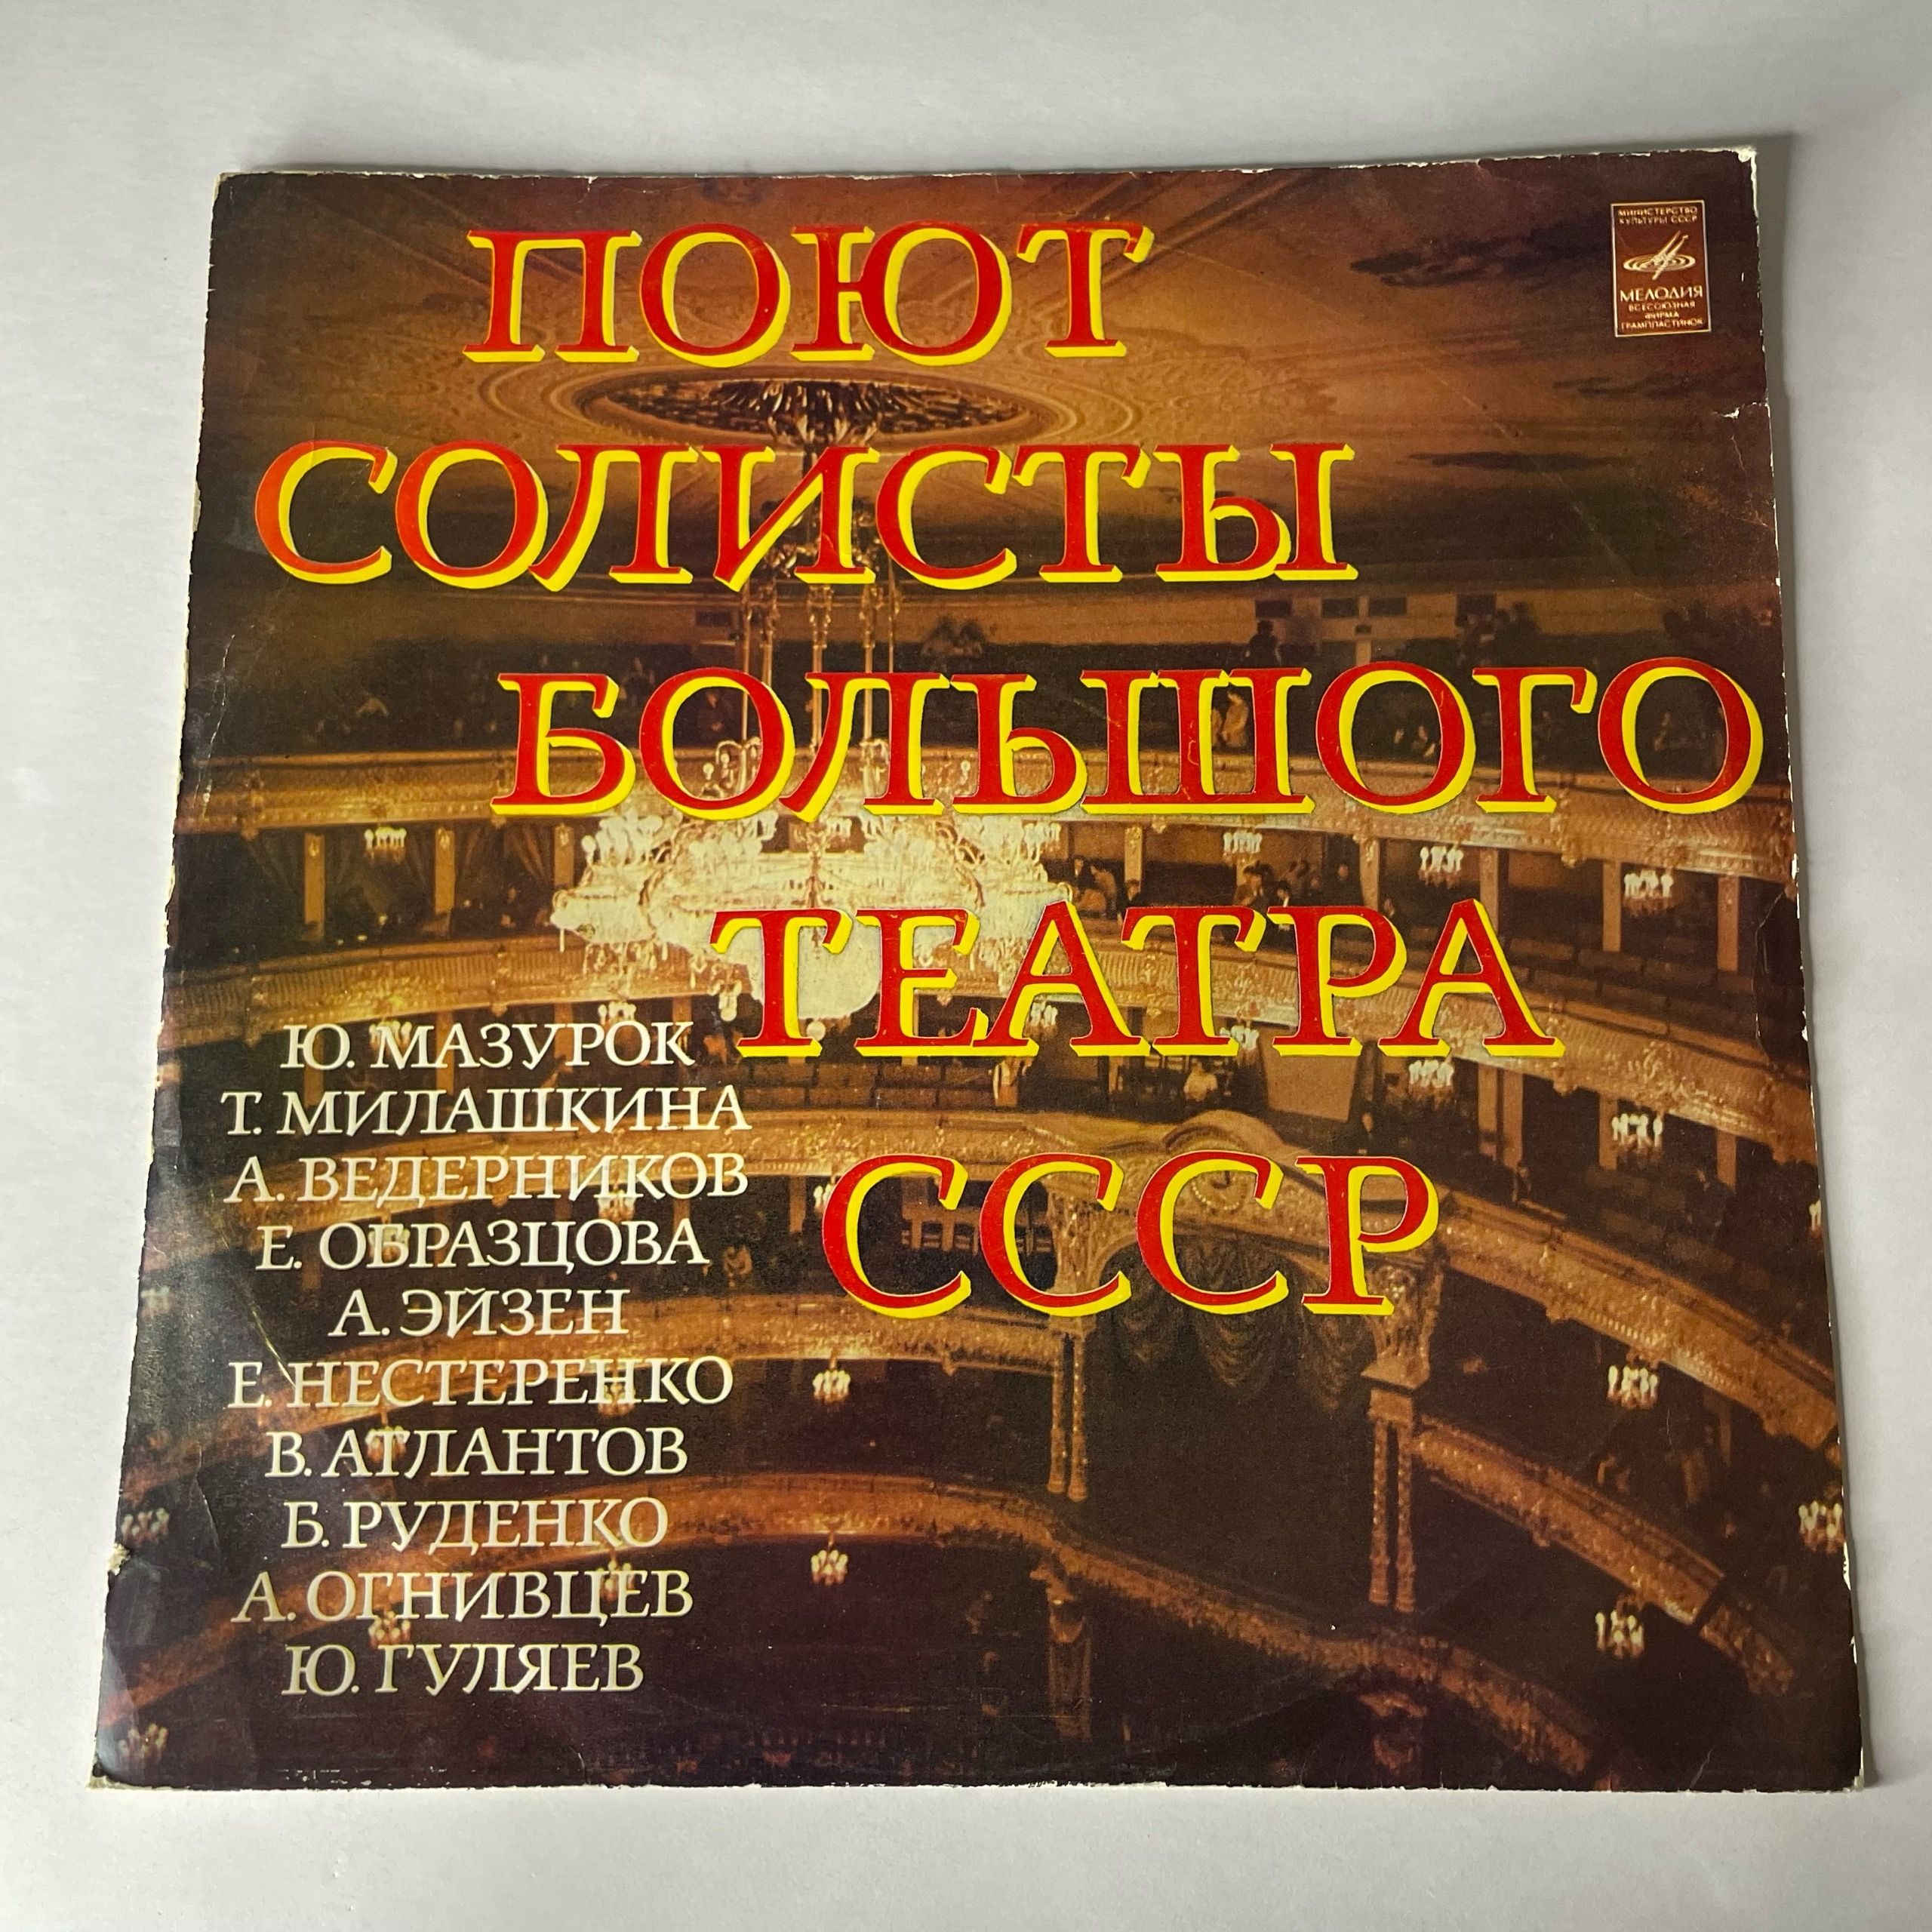 ПОЮТ
СОЛИСТЫ
БОЛЬШОГО
ТЕАТРА
СССР
МИНИСТЕРСТВО
КУЛЬТУРЫ СССР
МЕЛОДИЯ
ВСЕСОЮЗНАЯ
ФИРМА
ГРАМПЛАСТИНОК
Ю. МАЗУРОК
Т. МИЛАШКИНА
А. ВЕДЕРНИКОВ
Е. ОБРАЗЦОВА
А. ЭЙЗЕН
Е. НЕСТЕРЕНКО
В. АТЛАНТОВ
Б. РУДЕНКО
А. ОГНИВЦЕВ
Ю. ГУЛЯЕВ